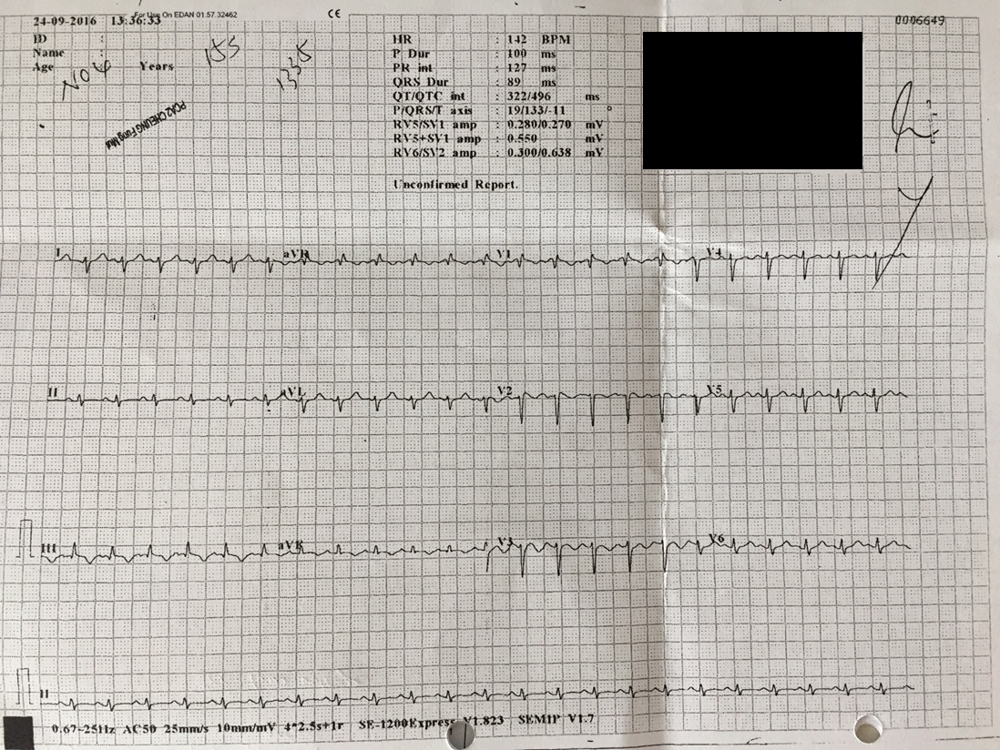 For Use On EDAN 01.57.32462
CE
24-09-2016 13:36:33
0006649
ID :
Name :
Age Years
155
1335
PCA2 CHEUNG Fung Mui
HR : 142 BPM
P Dur : 100 ms
PR int : 127 ms
QRS Dur : 89 ms
QT/QTC int : 322/496 ms
P/QRS/T axis : 19/133/-11 °
RV5/SV1 amp : 0.280/0.270 mV
RV5+SV1 amp : 0.550 mV
RV6/SV2 amp : 0.300/0.638 mV
Unconfirmed Report.
I aVR V1 V4
II aVL V2 V5
III aVF V3 V6
II
0.67~25Hz AC50 25mm/s 10mm/mV 4*2.5s+1r SE-1200Express V1.823 SEMIP V1.7